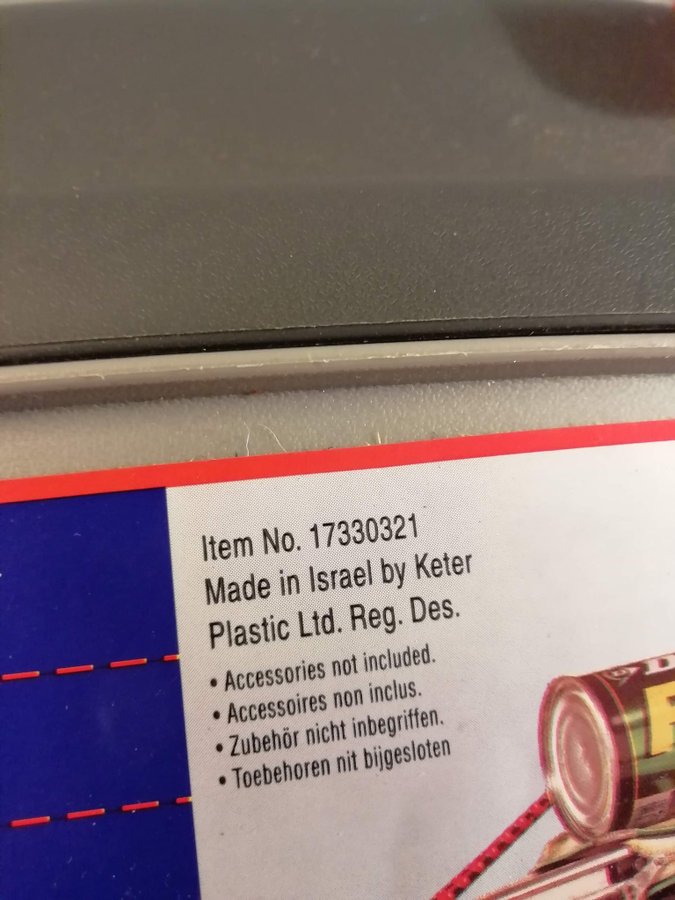 Item No. 17330321
Made in Israel by Keter
Plastic Ltd. Reg. Des.
• Accessories not included.
• Accessoires non inclus.
• Zubehör nicht inbegriffen.
• Toebehoren nit bijgesloten